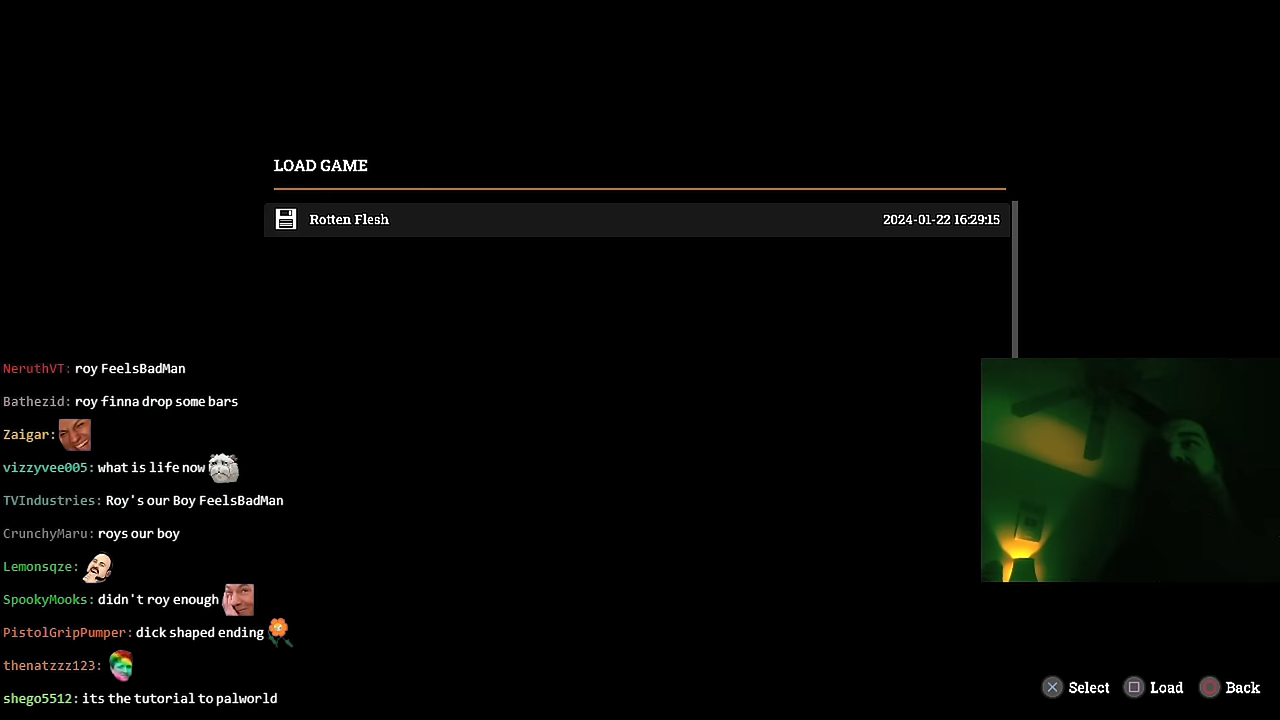 LOAD GAME
Rotten Flesh 2024-01-22 16:29:15
NeruthVT: roy FeelsBadMan
Bathezid: roy finna drop some bars
Zaigar:
vizzyvee005: what is life now
TVIndustries: Roy's our Boy FeelsBadMan
CrunchyMaru: roys our boy
Lemonsqze:
SpookyMooks: didn't roy enough
PistolGripPumper: dick shaped ending
thenatzzz123:
shego5512: its the tutorial to palworld
Select Load Back